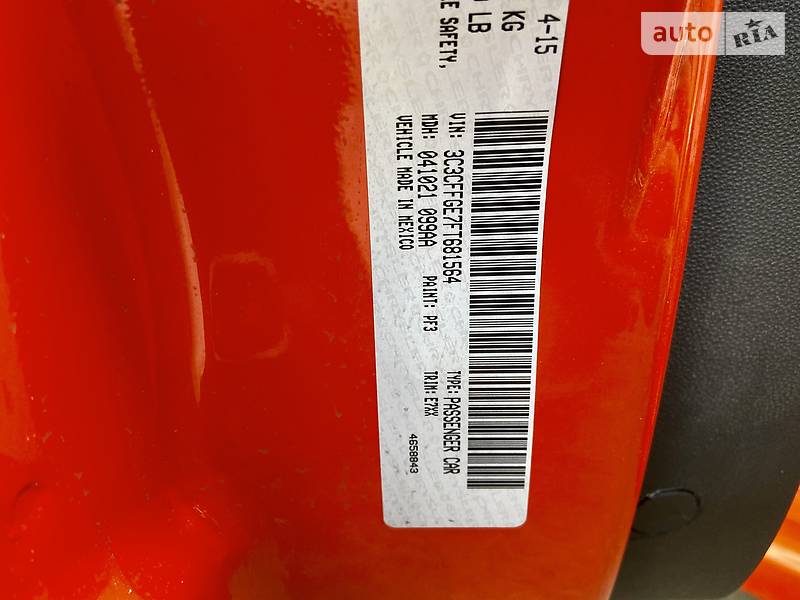 4-15
KG
LB
SAFETY,
VIN: 3C3CFFGE7FT681564 TYPE: PASSENGER CAR
MDH: 041021 099AA PAINT: PF3 TRIM: E7XX
VEHICLE MADE IN MEXICO
4658843
auto RIA